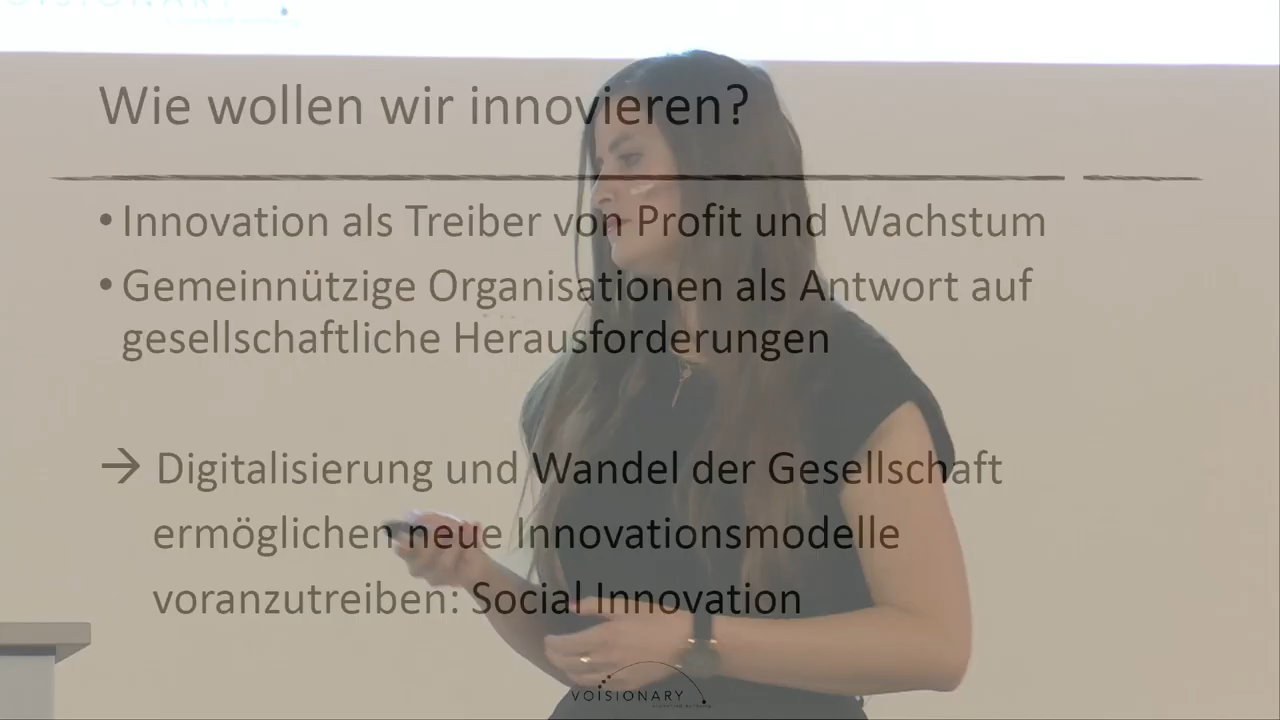 Wie wollen wir innovieren?
• Innovation als Treiber von Profit und Wachstum
• Gemeinnützige Organisationen als Antwort auf
gesellschaftliche Herausforderungen
→ Digitalisierung und Wandel der Gesellschaft
ermöglichen neue Innovationsmodelle
voranzutreiben: Social Innovation
VOISIONARY